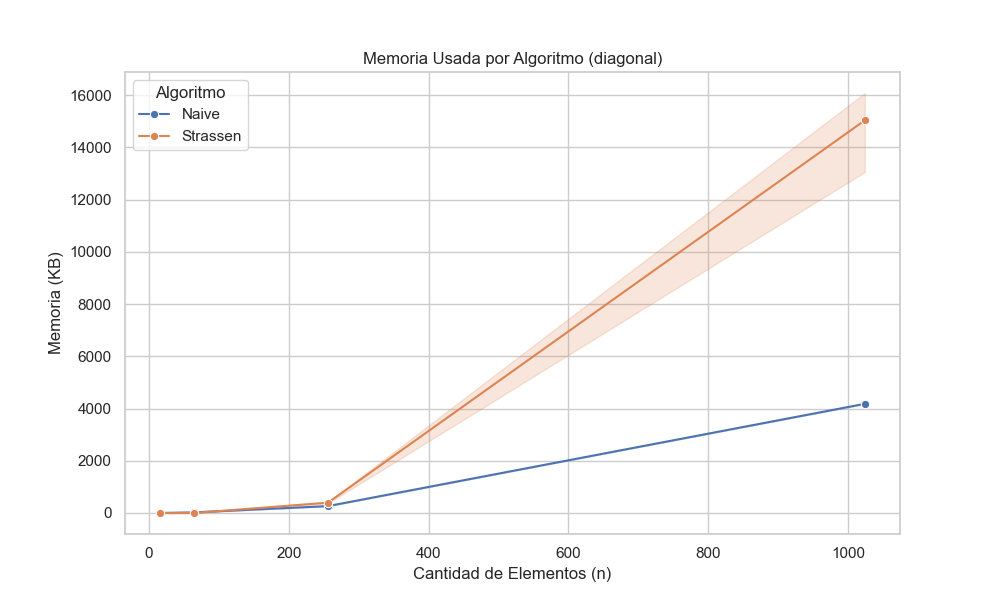 Memoria Usada por Algoritmo (diagonal)
Algoritmo
Naive
Strassen
16000
14000
12000
10000
8000
6000
4000
2000
0
Memoria (KB)
0 200 400 600 800 1000
Cantidad de Elementos (n)